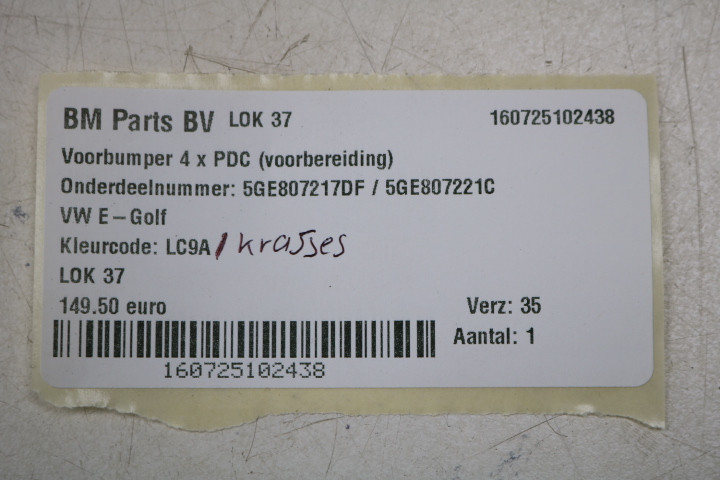 BM Parts BV LOK 37 160725102438
Voorbumper 4 x PDC (voorbereiding)
Onderdeelnummer: 5GE807217DF / 5GE807221C
VW E-Golf
Kleurcode: LC9A / krasses
LOK 37
149.50 euro Verz: 35
Aantal: 1
160725102438